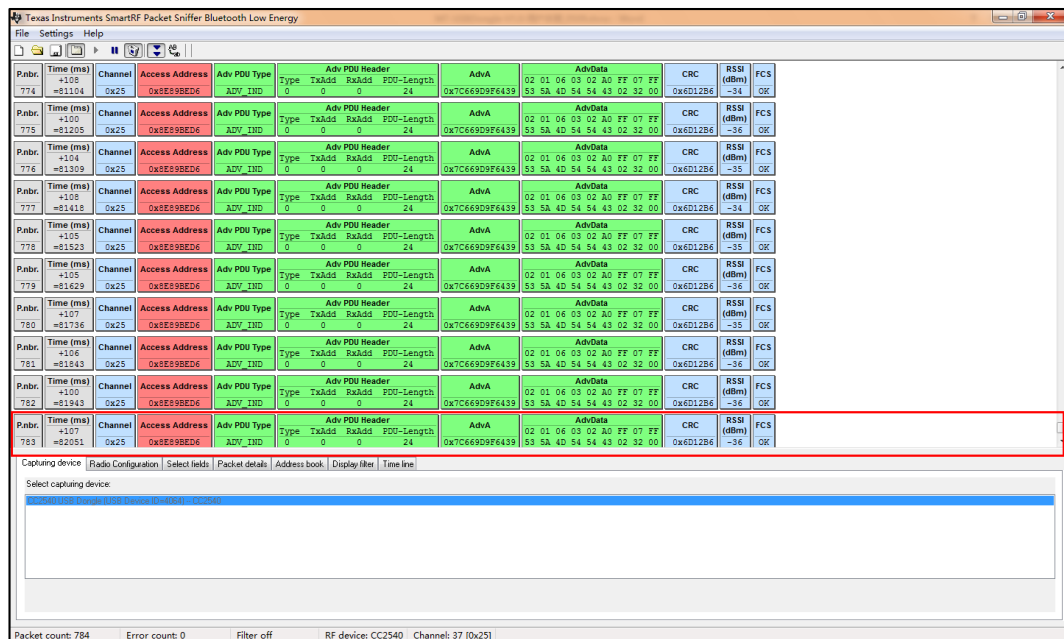 Texas Instruments SmartRF Packet Sniffer Bluetooth Low Energy
File Settings Help
P.nbr. Time (ms) Channel Access Address Adv PDU Type Adv PDU Header AdvA AdvData CRC RSSI (dBm) FCS
+108 Type TxAdd RxAdd PDU-Length 02 01 06 03 02 A0 FF 07 FF
774 =81104 0x25 0x8E89BED6 ADV_IND 0 0 0 24 0x7C669D9F6439 53 5A 4D 54 54 43 02 32 00 0x6D12B6 -34 OK
P.nbr. Time (ms) Channel Access Address Adv PDU Type Adv PDU Header AdvA AdvData CRC RSSI (dBm) FCS
+100 Type TxAdd RxAdd PDU-Length 02 01 06 03 02 A0 FF 07 FF
775 =81205 0x25 0x8E89BED6 ADV_IND 0 0 0 24 0x7C669D9F6439 53 5A 4D 54 54 43 02 32 00 0x6D12B6 -36 OK
P.nbr. Time (ms) Channel Access Address Adv PDU Type Adv PDU Header AdvA AdvData CRC RSSI (dBm) FCS
+104 Type TxAdd RxAdd PDU-Length 02 01 06 03 02 A0 FF 07 FF
776 =81309 0x25 0x8E89BED6 ADV_IND 0 0 0 24 0x7C669D9F6439 53 5A 4D 54 54 43 02 32 00 0x6D12B6 -35 OK
P.nbr. Time (ms) Channel Access Address Adv PDU Type Adv PDU Header AdvA AdvData CRC RSSI (dBm) FCS
+108 Type TxAdd RxAdd PDU-Length 02 01 06 03 02 A0 FF 07 FF
777 =81418 0x25 0x8E89BED6 ADV_IND 0 0 0 24 0x7C669D9F6439 53 5A 4D 54 54 43 02 32 00 0x6D12B6 -34 OK
P.nbr. Time (ms) Channel Access Address Adv PDU Type Adv PDU Header AdvA AdvData CRC RSSI (dBm) FCS
+105 Type TxAdd RxAdd PDU-Length 02 01 06 03 02 A0 FF 07 FF
778 =81523 0x25 0x8E89BED6 ADV_IND 0 0 0 24 0x7C669D9F6439 53 5A 4D 54 54 43 02 32 00 0x6D12B6 -35 OK
P.nbr. Time (ms) Channel Access Address Adv PDU Type Adv PDU Header AdvA AdvData CRC RSSI (dBm) FCS
+105 Type TxAdd RxAdd PDU-Length 02 01 06 03 02 A0 FF 07 FF
779 =81629 0x25 0x8E89BED6 ADV_IND 0 0 0 24 0x7C669D9F6439 53 5A 4D 54 54 43 02 32 00 0x6D12B6 -36 OK
P.nbr. Time (ms) Channel Access Address Adv PDU Type Adv PDU Header AdvA AdvData CRC RSSI (dBm) FCS
+107 Type TxAdd RxAdd PDU-Length 02 01 06 03 02 A0 FF 07 FF
780 =81736 0x25 0x8E89BED6 ADV_IND 0 0 0 24 0x7C669D9F6439 53 5A 4D 54 54 43 02 32 00 0x6D12B6 -35 OK
P.nbr. Time (ms) Channel Access Address Adv PDU Type Adv PDU Header AdvA AdvData CRC RSSI (dBm) FCS
+106 Type TxAdd RxAdd PDU-Length 02 01 06 03 02 A0 FF 07 FF
781 =81843 0x25 0x8E89BED6 ADV_IND 0 0 0 24 0x7C669D9F6439 53 5A 4D 54 54 43 02 32 00 0x6D12B6 -36 OK
P.nbr. Time (ms) Channel Access Address Adv PDU Type Adv PDU Header AdvA AdvData CRC RSSI (dBm) FCS
+100 Type TxAdd RxAdd PDU-Length 02 01 06 03 02 A0 FF 07 FF
782 =81943 0x25 0x8E89BED6 ADV_IND 0 0 0 24 0x7C669D9F6439 53 5A 4D 54 54 43 02 32 00 0x6D12B6 -36 OK
P.nbr. Time (ms) Channel Access Address Adv PDU Type Adv PDU Header AdvA AdvData CRC RSSI (dBm) FCS
+107 Type TxAdd RxAdd PDU-Length 02 01 06 03 02 A0 FF 07 FF
783 =82051 0x25 0x8E89BED6 ADV_IND 0 0 0 24 0x7C669D9F6439 53 5A 4D 54 54 43 02 32 00 0x6D12B6 -36 OK
Capturing device Radio Configuration Select fields Packet details Address book Display filter Time line
Select capturing device:
CC2540 USB Dongle (USB Device ID=4064) - CC2540
Packet count: 784 Error count: 0 Filter off RF device: CC2540 Channel: 37 [0x25]